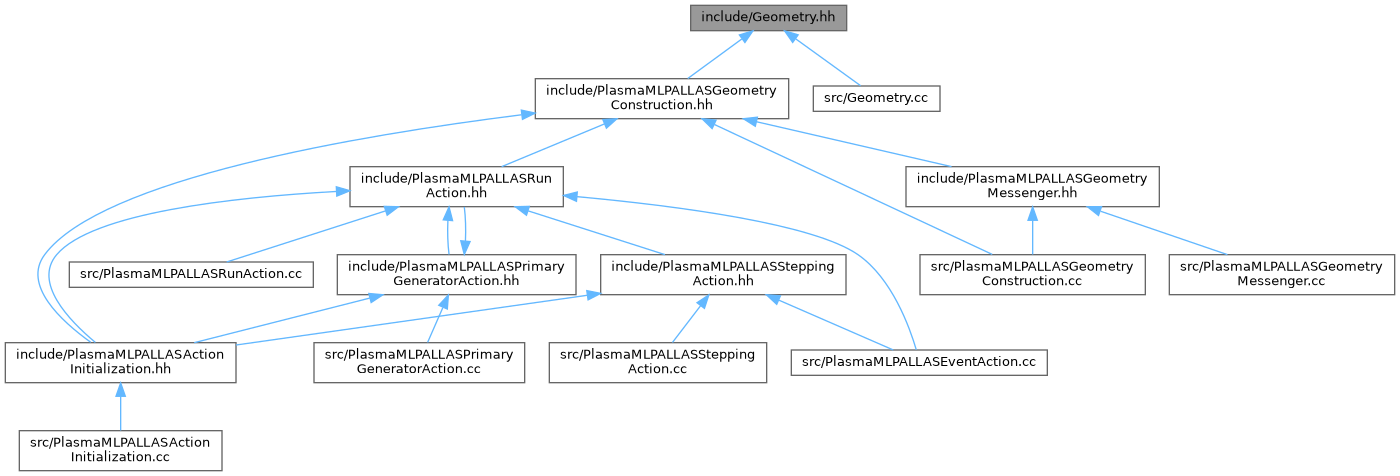 include/Geometry.hh
include/PlasmaMLPALLASGeometry
Construction.hh
src/Geometry.cc
include/PlasmaMLPALLASRun
Action.hh
include/PlasmaMLPALLASGeometry
Messenger.hh
src/PlasmaMLPALLASRunAction.cc
include/PlasmaMLPALLASPrimary
GeneratorAction.hh
include/PlasmaMLPALLASStepping
Action.hh
src/PlasmaMLPALLASGeometry
Construction.cc
src/PlasmaMLPALLASGeometry
Messenger.cc
include/PlasmaMLPALLASAction
Initialization.hh
src/PlasmaMLPALLASPrimary
GeneratorAction.cc
src/PlasmaMLPALLASStepping
Action.cc
src/PlasmaMLPALLASEventAction.cc
src/PlasmaMLPALLASAction
Initialization.cc